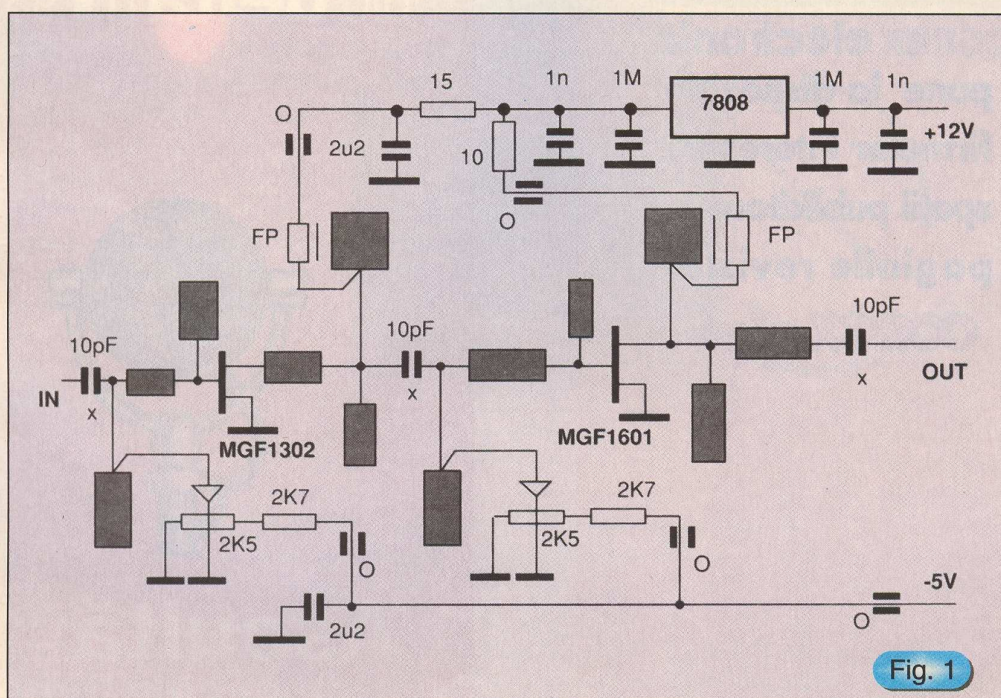 15
1n
1M
7808
1M
1n
+12V
O
2u2
10
O
FP
FP
10pF
10pF
10pF
IN
x
x
x
OUT
MGF1302
MGF1601
2K7
2K7
2K5
2K5
O
O
-5V
2u2
O
Fig. 1